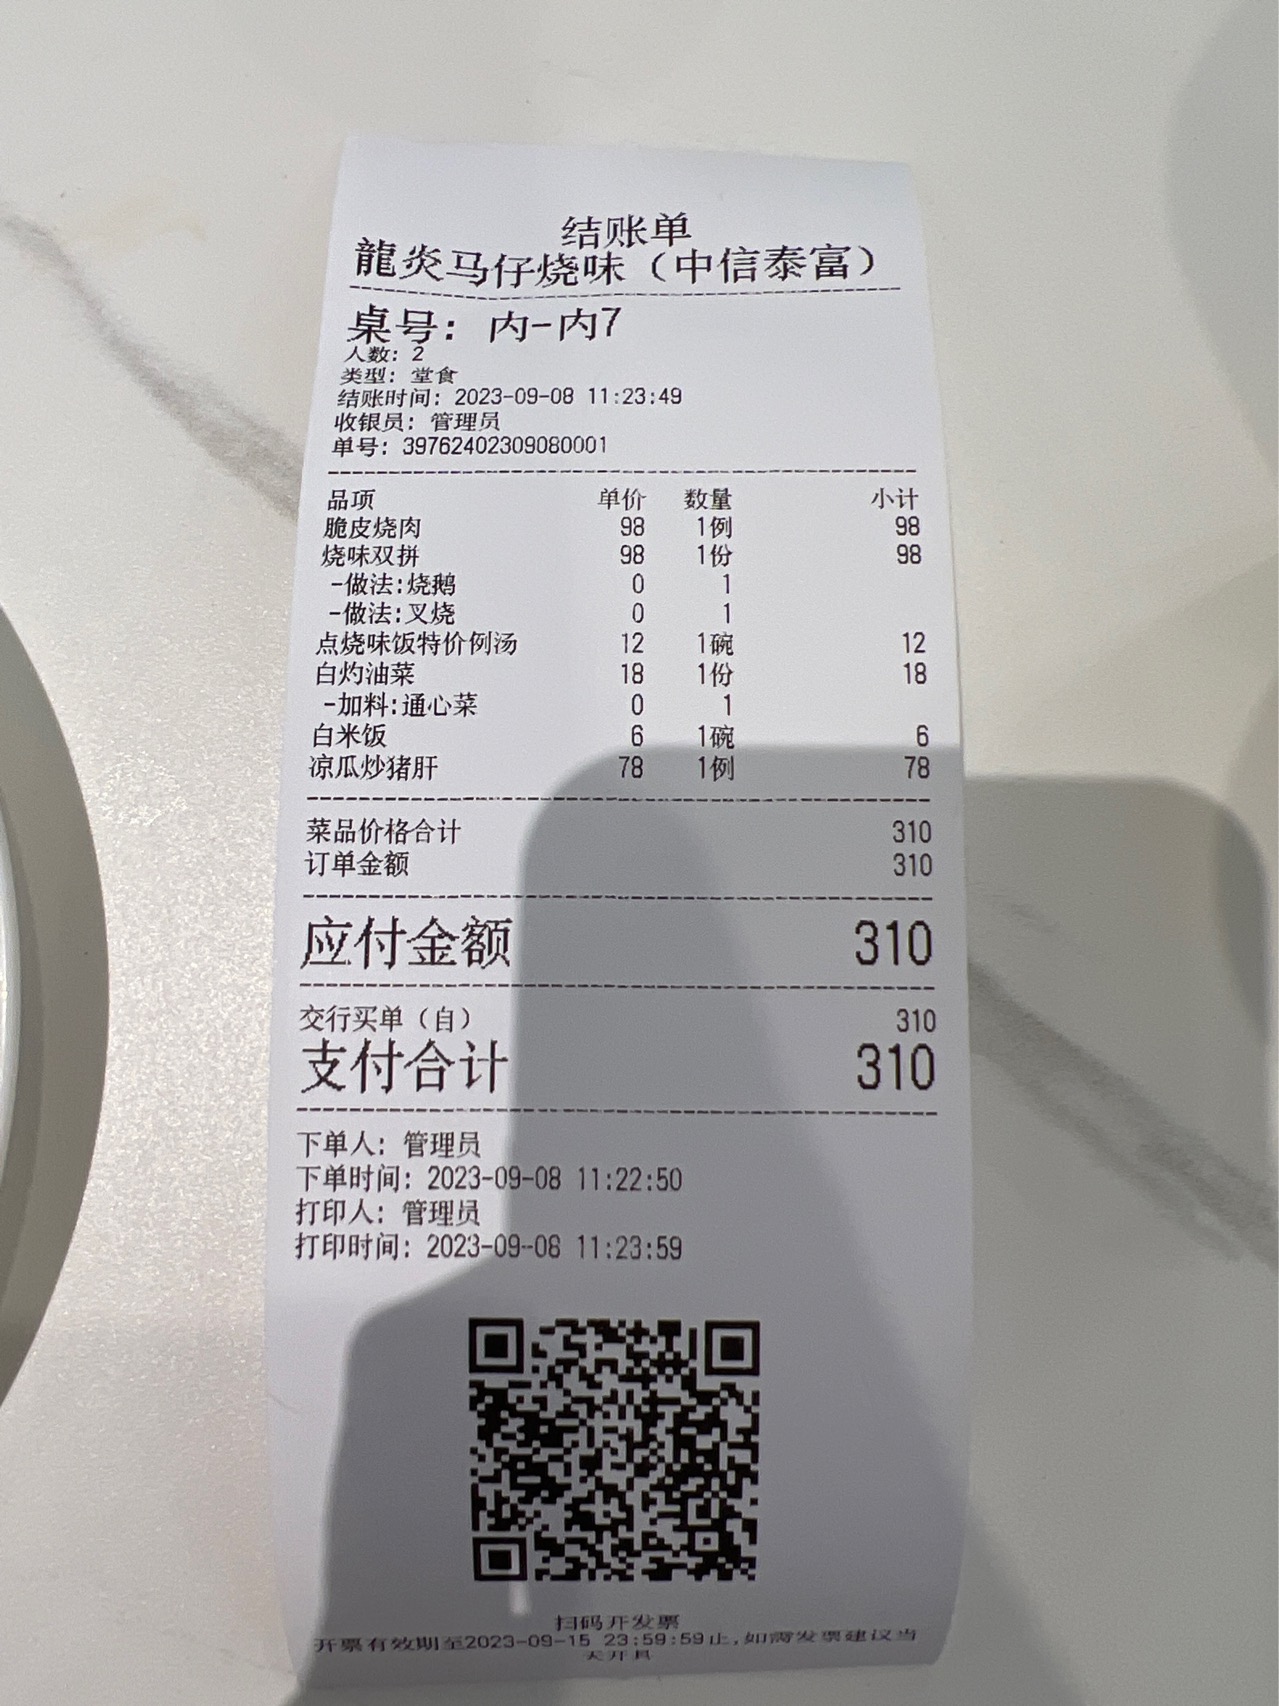 结账单
龍炎马仔烧味（中信泰富）
桌号: 内-内7
人数: 2
类型: 堂食
结账时间: 2023-09-08 11:23:49
收银员: 管理员
单号: 39762402309080001
品项 单价 数量 小计
脆皮烧肉 98 1例 98
烧味双拼 98 1份 98
-做法:烧鹅 0 1
-做法:叉烧 0 1
点烧味饭特价例汤 12 1碗 12
白灼油菜 18 1份 18
-加料:通心菜 0 1
白米饭 6 1碗 6
凉瓜炒猪肝 78 1例 78
菜品价格合计 310
订单金额 310
应付金额 310
交行买单（自） 310
支付合计 310
下单人: 管理员
下单时间: 2023-09-08 11:22:50
打印人: 管理员
打印时间: 2023-09-08 11:23:59
扫码开发票
开票有效期至2023-09-15 23:59:59止,如需发票建议当
天开具